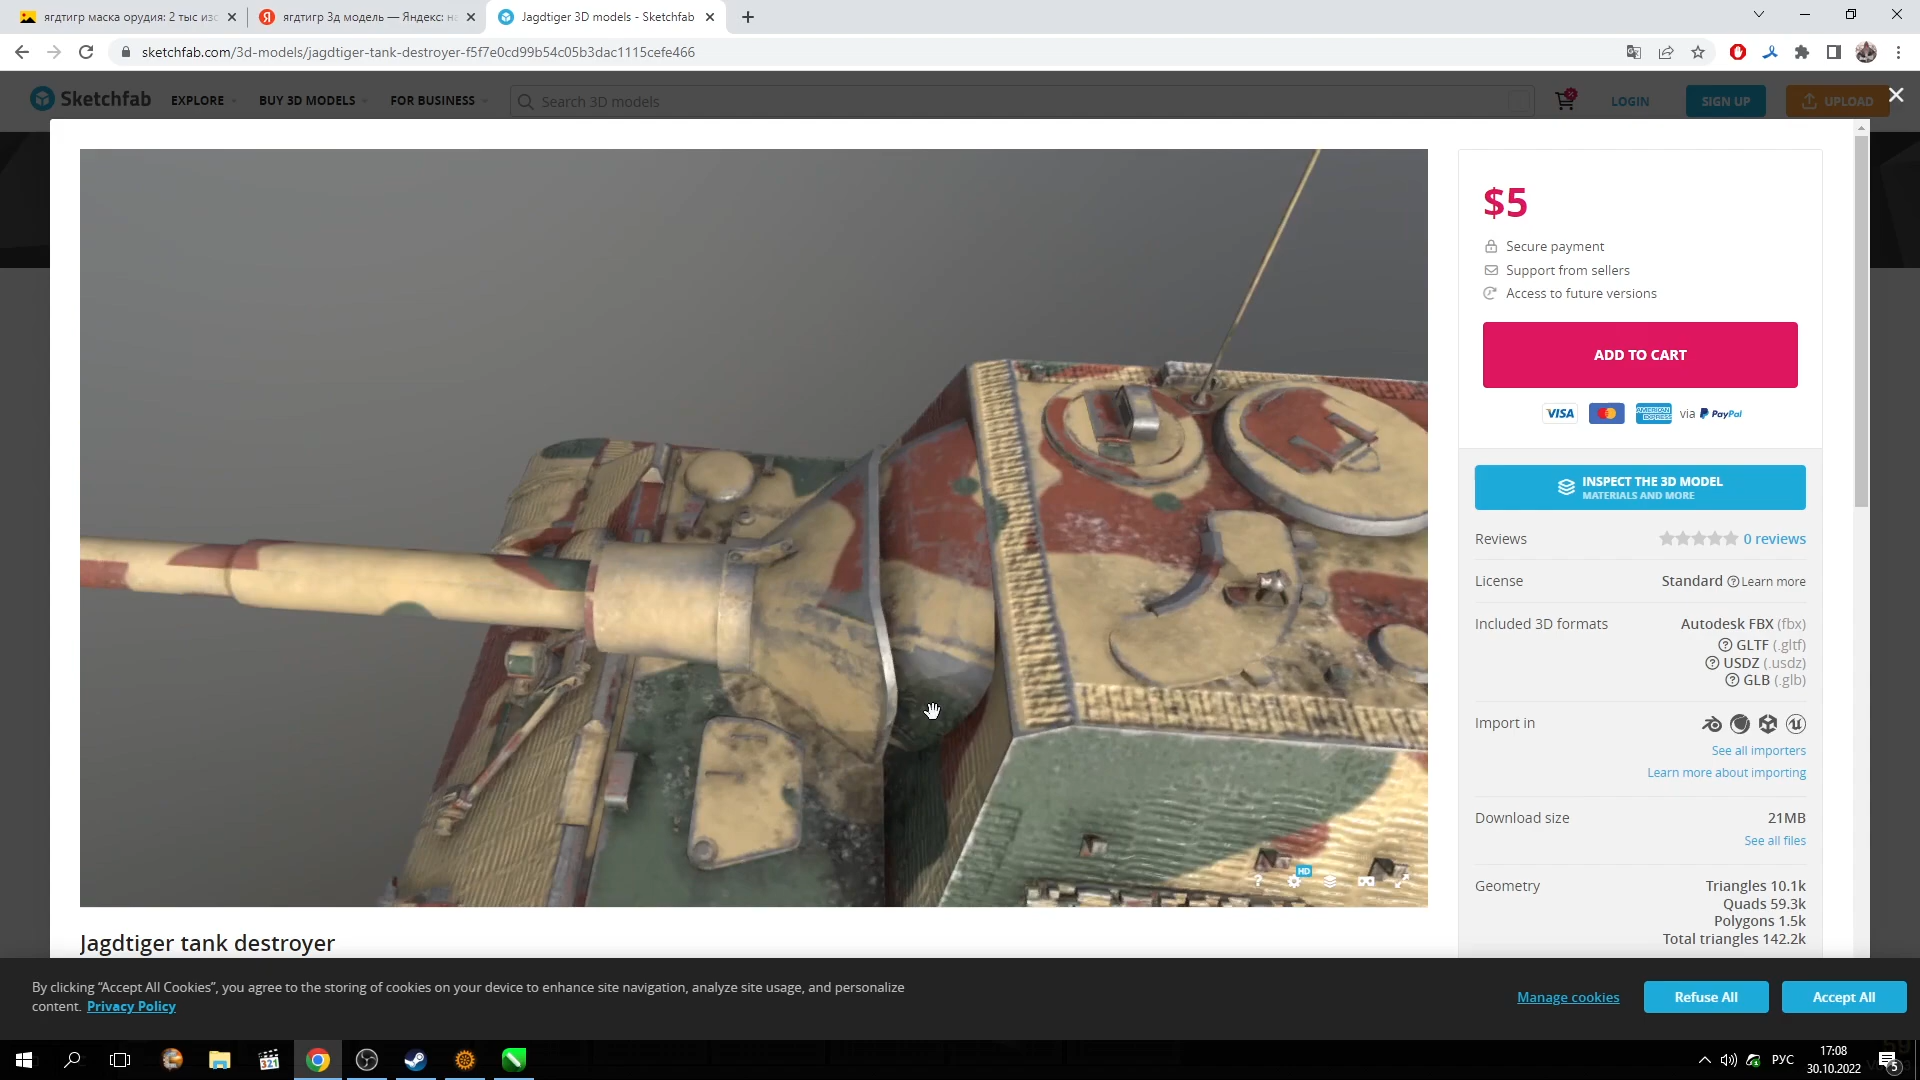 ягдтигр маска орудия: 2 тыс изо
ягдтигр 3д модель — Яндекс: на
Jagdtiger 3D models - Sketchfab
sketchfab.com/3d-models/jagdtiger-tank-destroyer-f5f7e0cd99b54c05b3dac1115cefe466
Sketchfab
EXPLORE
BUY 3D MODELS
FOR BUSINESS
Search 3D models
LOGIN
SIGN UP
UPLOAD
$5
Secure payment
Support from sellers
Access to future versions
ADD TO CART
VISA
AMERICAN EXPRESS
via PayPal
INSPECT THE 3D MODEL
MATERIALS AND MORE
Reviews 0 reviews
License Standard Learn more
Included 3D formats Autodesk FBX (fbx)
GLTF (.gltf)
USDZ (.usdz)
GLB (.glb)
Import in
See all importers
Learn more about importing
Download size 21MB
See all files
HD
Geometry Triangles 10.1k
Quads 59.3k
Polygons 1.5k
Total triangles 142.2k
Jagdtiger tank destroyer
By clicking “Accept All Cookies”, you agree to the storing of cookies on your device to enhance site navigation, analyze site usage, and personalize
content. Privacy Policy
Manage cookies
Refuse All
Accept All
321
РУС
17:08
30.10.2022
5